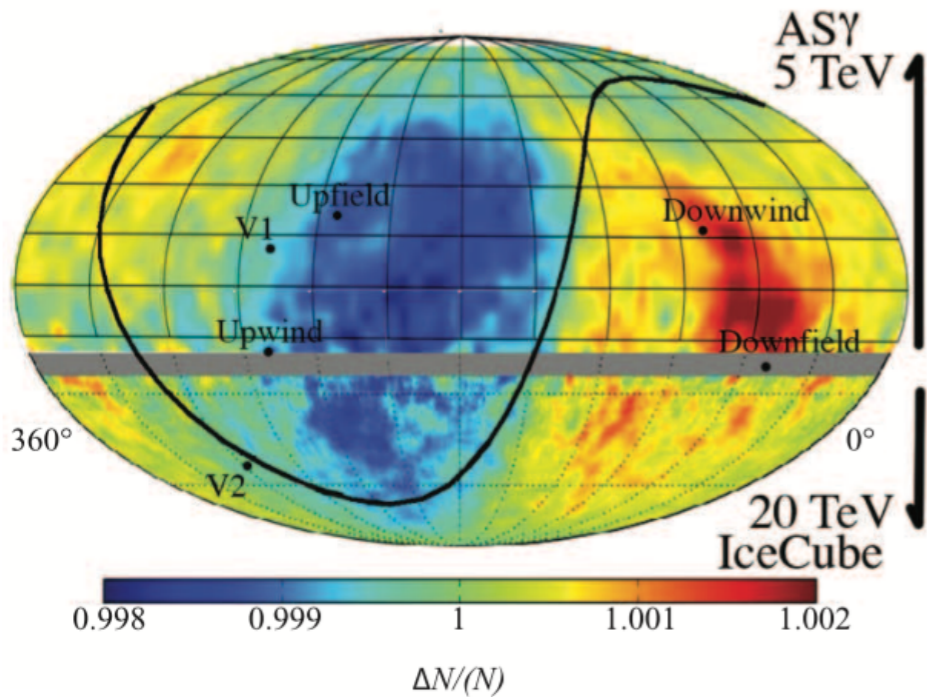 ASγ
5 TeV
Upfield
V1
Downwind
Upwind
Downfield
360°
0°
V2
20 TeV
IceCube
0.998 0.999 1 1.001 1.002
ΔN/(N)